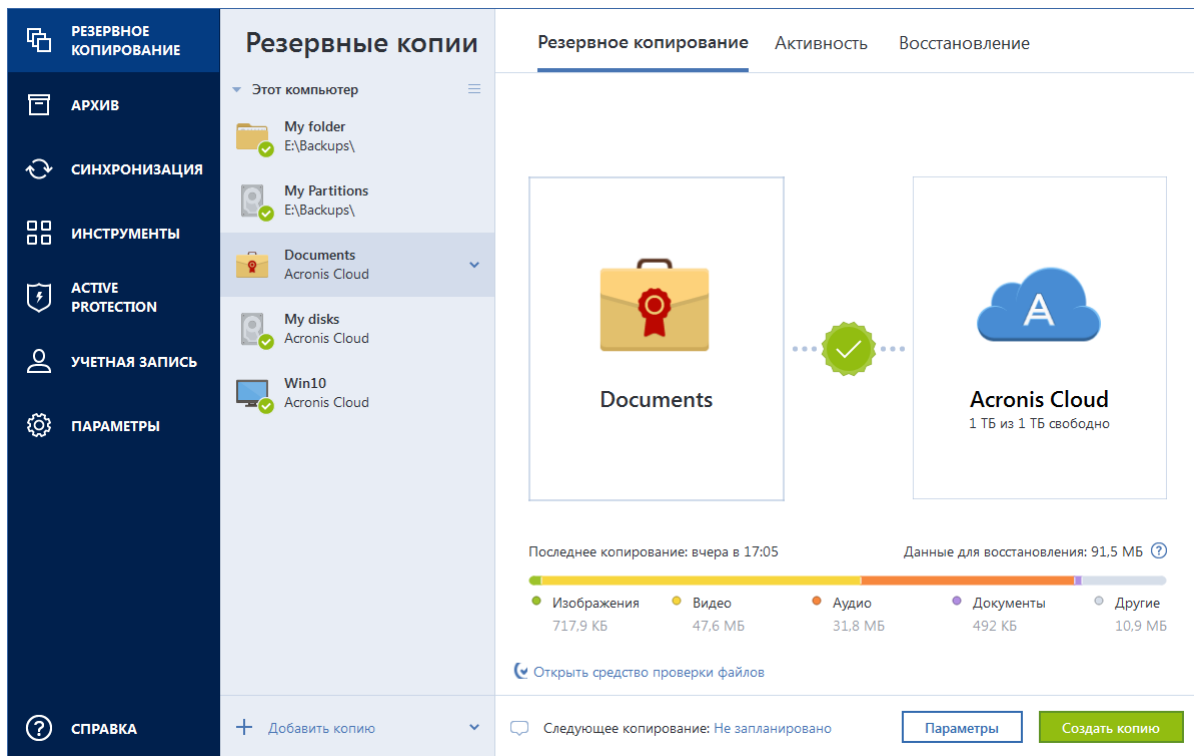 РЕЗЕРВНОЕ
КОПИРОВАНИЕ
АРХИВ
СИНХРОНИЗАЦИЯ
ИНСТРУМЕНТЫ
ACTIVE
PROTECTION
УЧЕТНАЯ ЗАПИСЬ
ПАРАМЕТРЫ
СПРАВКА
Резервные копии
Этот компьютер
My folder
E:\Backups\
My Partitions
E:\Backups\
Documents
Acronis Cloud
My disks
Acronis Cloud
Win10
Acronis Cloud
Добавить копию
Резервное копирование Активность Восстановление
Documents
Acronis Cloud
1 ТБ из 1 ТБ свободно
Последнее копирование: вчера в 17:05 Данные для восстановления: 91,5 МБ ?
Изображения Видео Аудио Документы Другие
717,9 КБ 47,6 МБ 31,8 МБ 492 КБ 10,9 МБ
Открыть средство проверки файлов
Следующее копирование: Не запланировано Параметры Создать копию